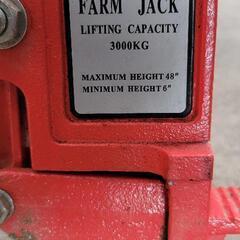 FARM JACK
LIFTING CAPACITY
3000KG
MAXIMUM HEIGHT 48"
MINIMUM HEIGHT 6"